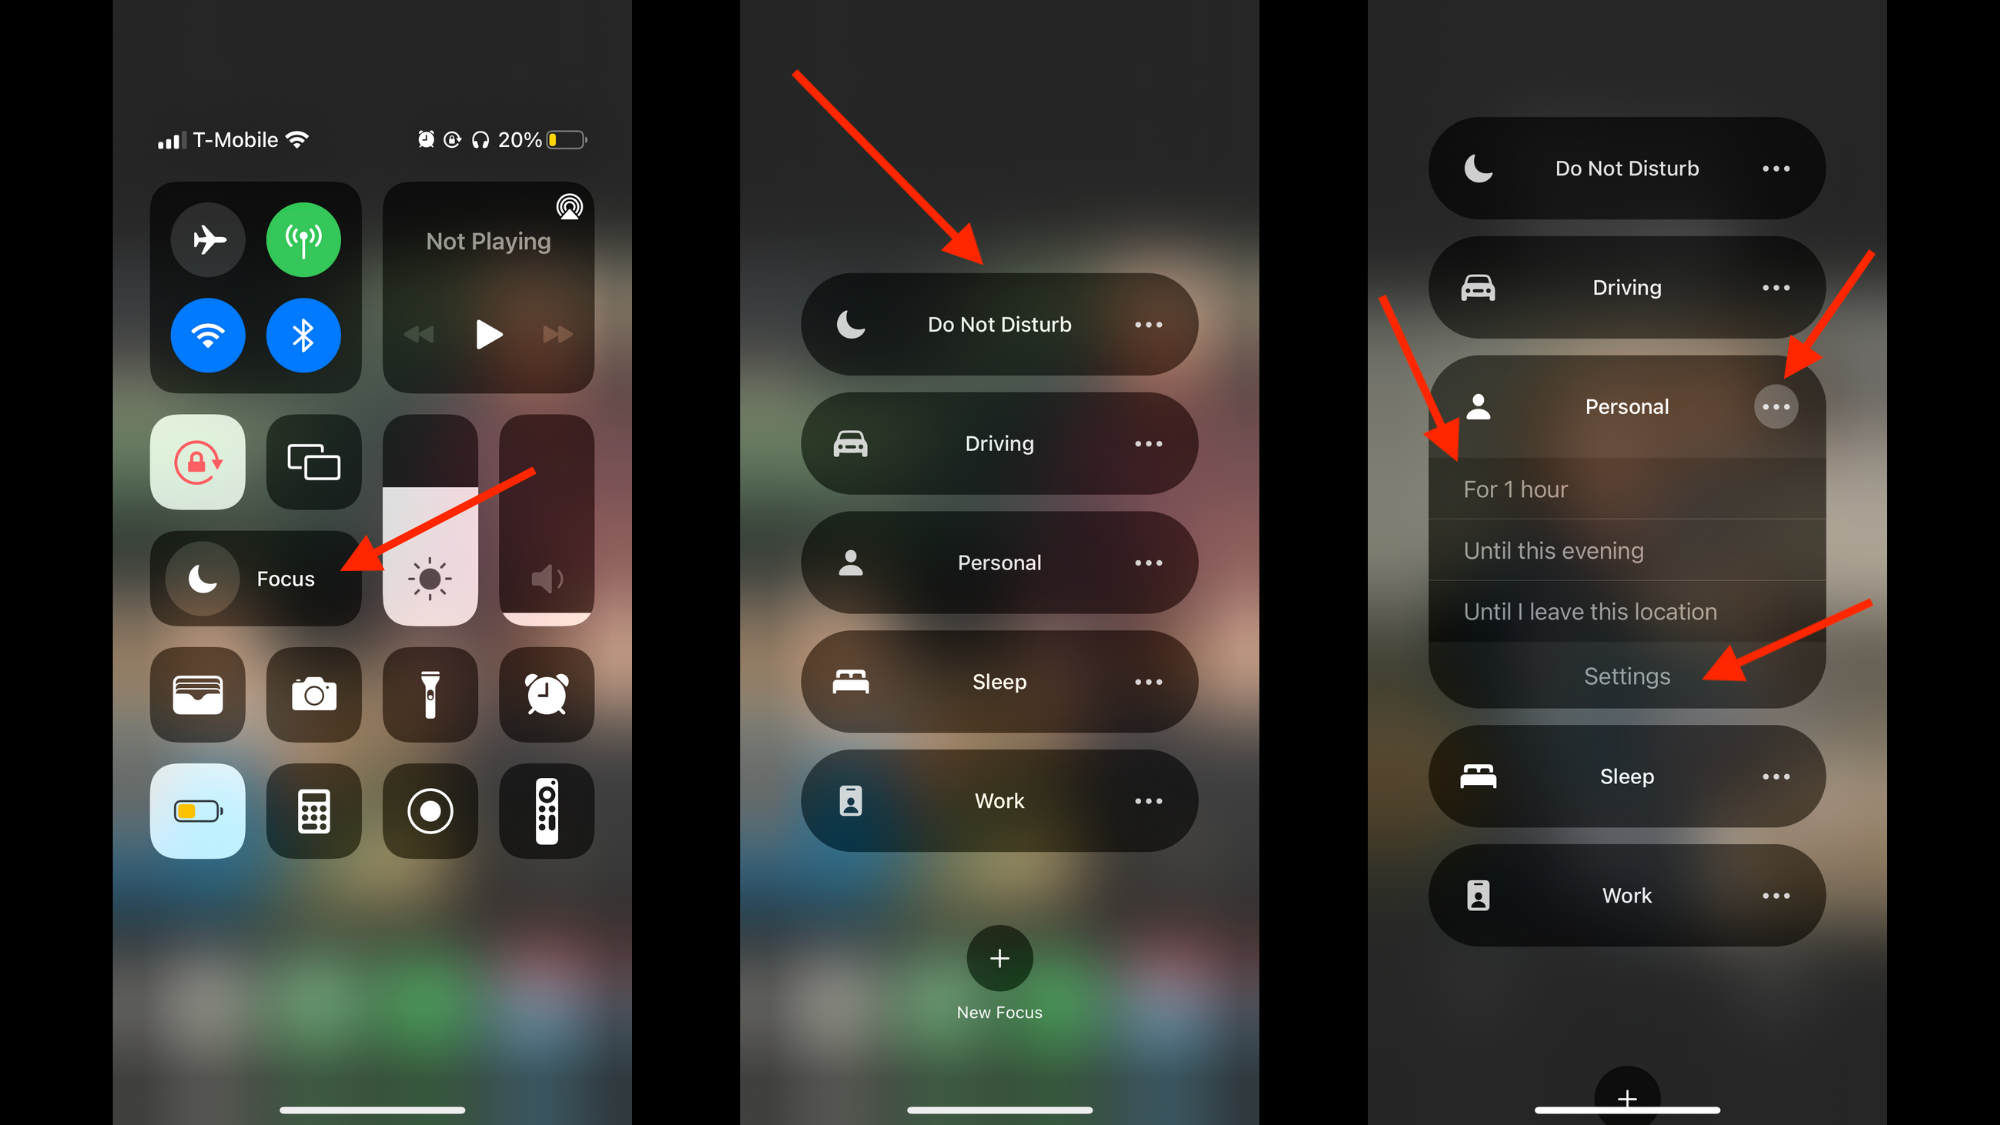 T-Mobile 20%
Not Playing
Focus
Do Not Disturb
Driving
Personal
Sleep
Work
New Focus
Do Not Disturb
Driving
Personal
For 1 hour
Until this evening
Until I leave this location
Settings
Sleep
Work